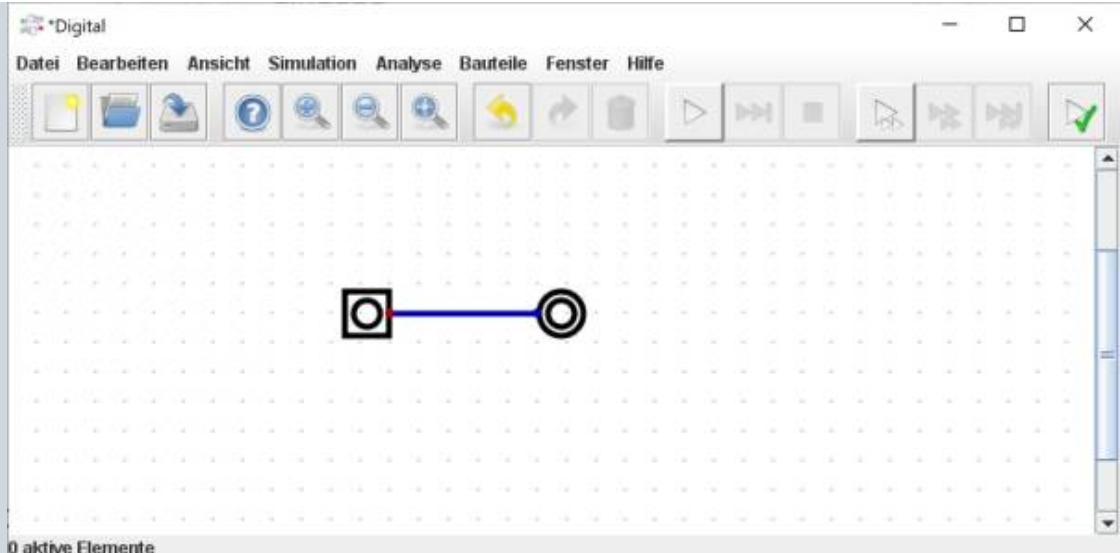 *Digital
Datei Bearbeiten Ansicht Simulation Analyse Bauteile Fenster Hilfe
0 aktive Elemente